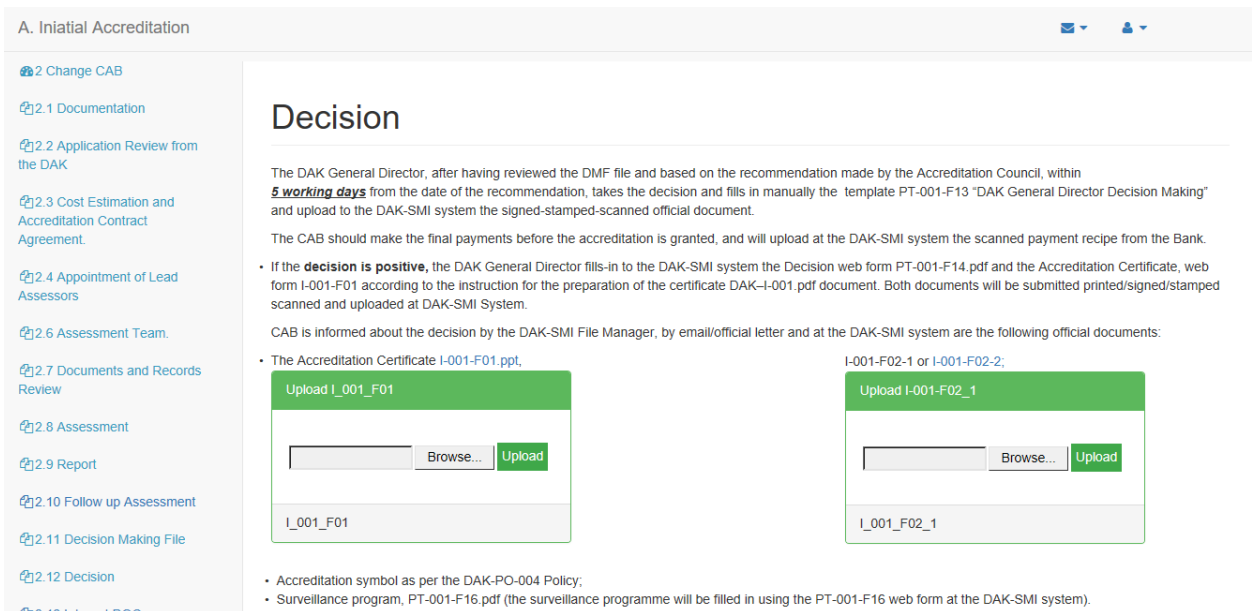 A. Iniatial Accreditation
2 Change CAB
2.1 Documentation
2.2 Application Review from
the DAK
2.3 Cost Estimation and
Accreditation Contract
Agreement.
2.4 Appointment of Lead
Assessors
2.6 Assessment Team.
2.7 Documents and Records
Review
2.8 Assessment
2.9 Report
2.10 Follow up Assessment
2.11 Decision Making File
2.12 Decision
Decision
The DAK General Director, after having reviewed the DMF file and based on the recommendation made by the Accreditation Council, within
5 working days from the date of the recommendation, takes the decision and fills in manually the template PT-001-F13 “DAK General Director Decision Making”
and upload to the DAK-SMI system the signed-stamped-scanned official document.
The CAB should make the final payments before the accreditation is granted, and will upload at the DAK-SMI system the scanned payment recipe from the Bank.
• If the decision is positive, the DAK General Director fills-in to the DAK-SMI system the Decision web form PT-001-F14.pdf and the Accreditation Certificate, web
form I-001-F01 according to the instruction for the preparation of the certificate DAK–I-001.pdf document. Both documents will be submitted printed/signed/stamped
scanned and uploaded at DAK-SMI System.
CAB is informed about the decision by the DAK-SMI File Manager, by email/official letter and at the DAK-SMI system are the following official documents:
• The Accreditation Certificate I-001-F01.ppt,
Upload I_001_F01
Browse... Upload
I_001_F01
I-001-F02-1 or I-001-F02-2;
Upload I-001-F02_1
Browse... Upload
I_001_F02_1
• Accreditation symbol as per the DAK-PO-004 Policy;
• Surveillance program, PT-001-F16.pdf (the surveillance programme will be filled in using the PT-001-F16 web form at the DAK-SMI system).